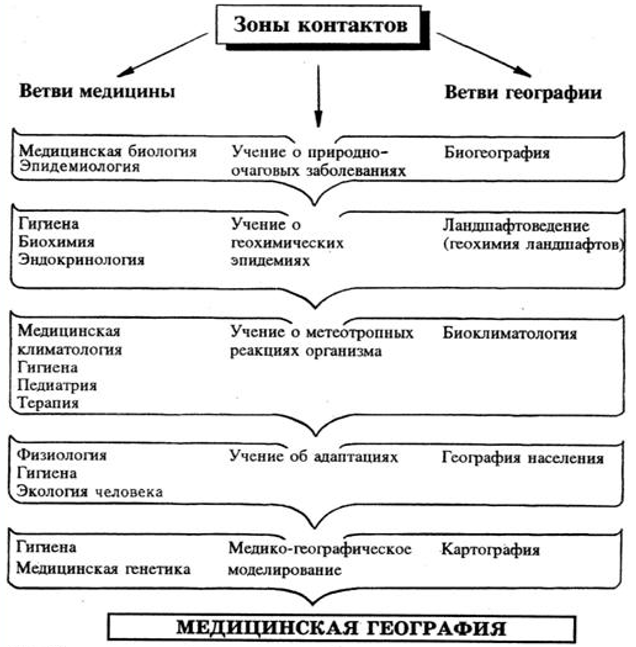 Зоны контактов
Ветви медицины
Ветви географии
Медицинская биология
Эпидемиология
Учение о природно-
очаговых заболеваниях
Биогеография
Гигиена
Биохимия
Эндокринология
Учение о
геохимических
эпидемиях
Ландшафтоведение
(геохимия ландшафтов)
Медицинская
климатология
Гигиена
Педиатрия
Терапия
Учение о метеотропных
реакциях организма
Биоклиматология
Физиология
Гигиена
Экология человека
Учение об адаптациях
География населения
Гигиена
Медицинская генетика
Медико-географическое
моделирование
Картография
МЕДИЦИНСКАЯ ГЕОГРАФИЯ